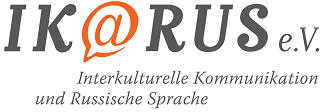 IK@RUS e.V.
Interkulturelle Kommunikation
und Russische Sprache